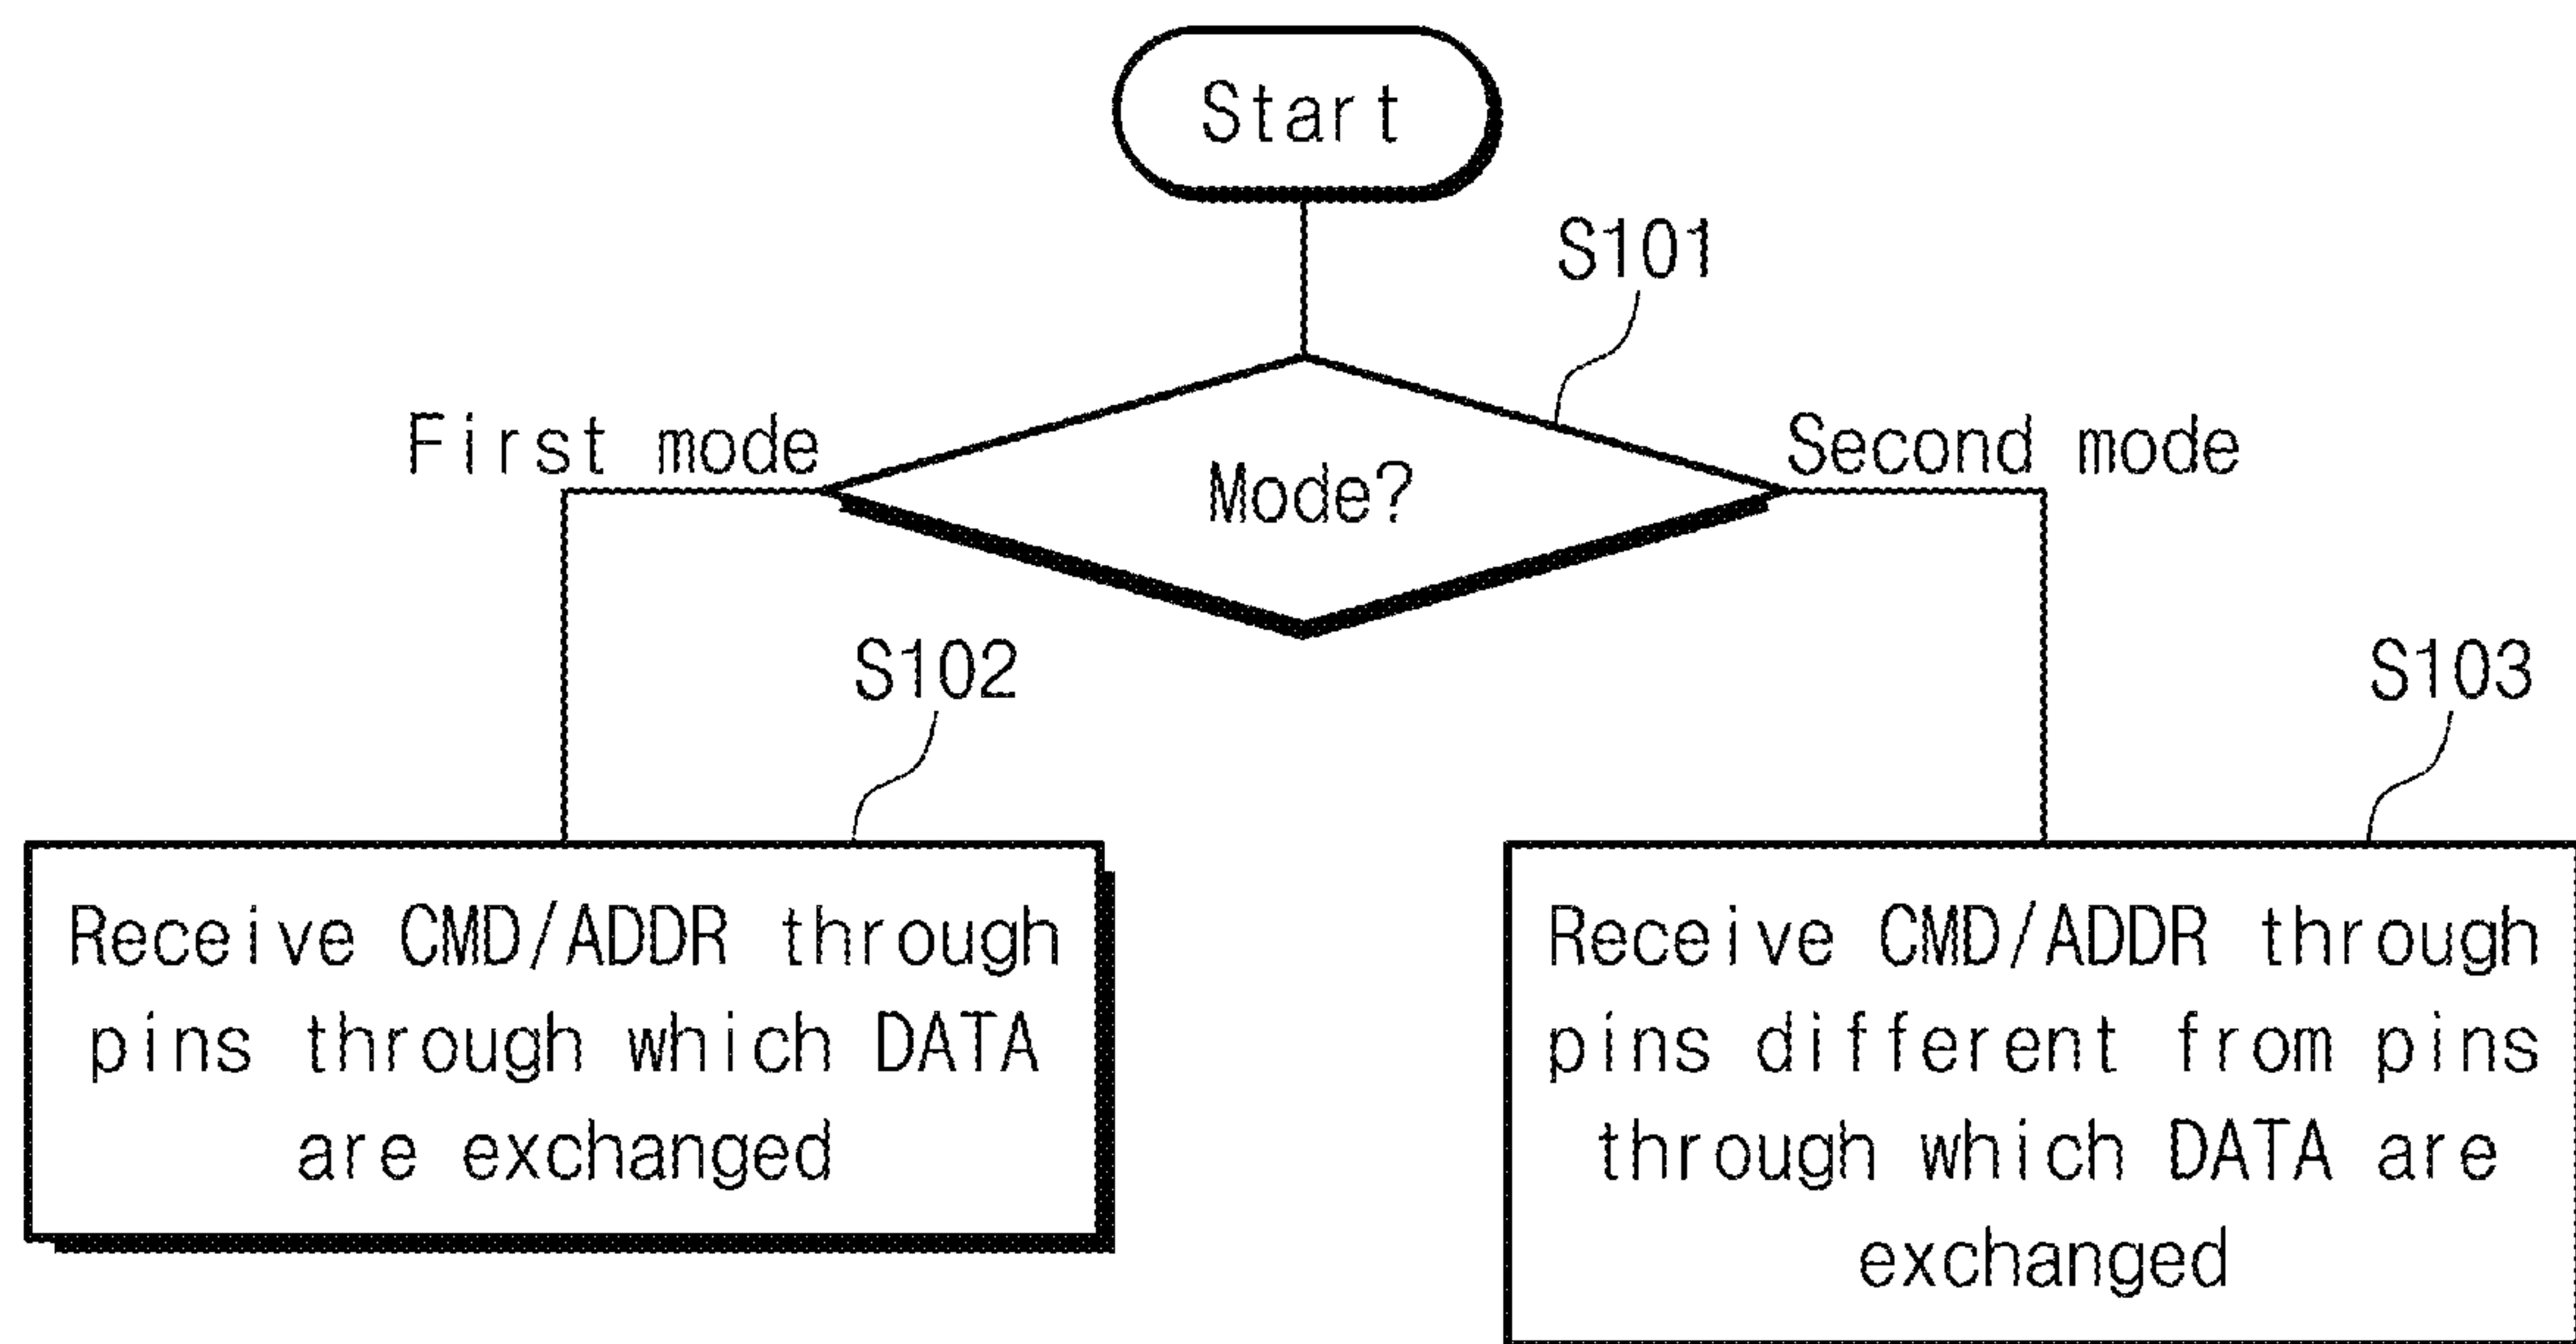 Start
S101
First mode
Mode?
Second mode
S102
S103
Receive CMD/ADDR through
pins through which DATA
are exchanged
Receive CMD/ADDR through
pins different from pins
through which DATA are
exchanged